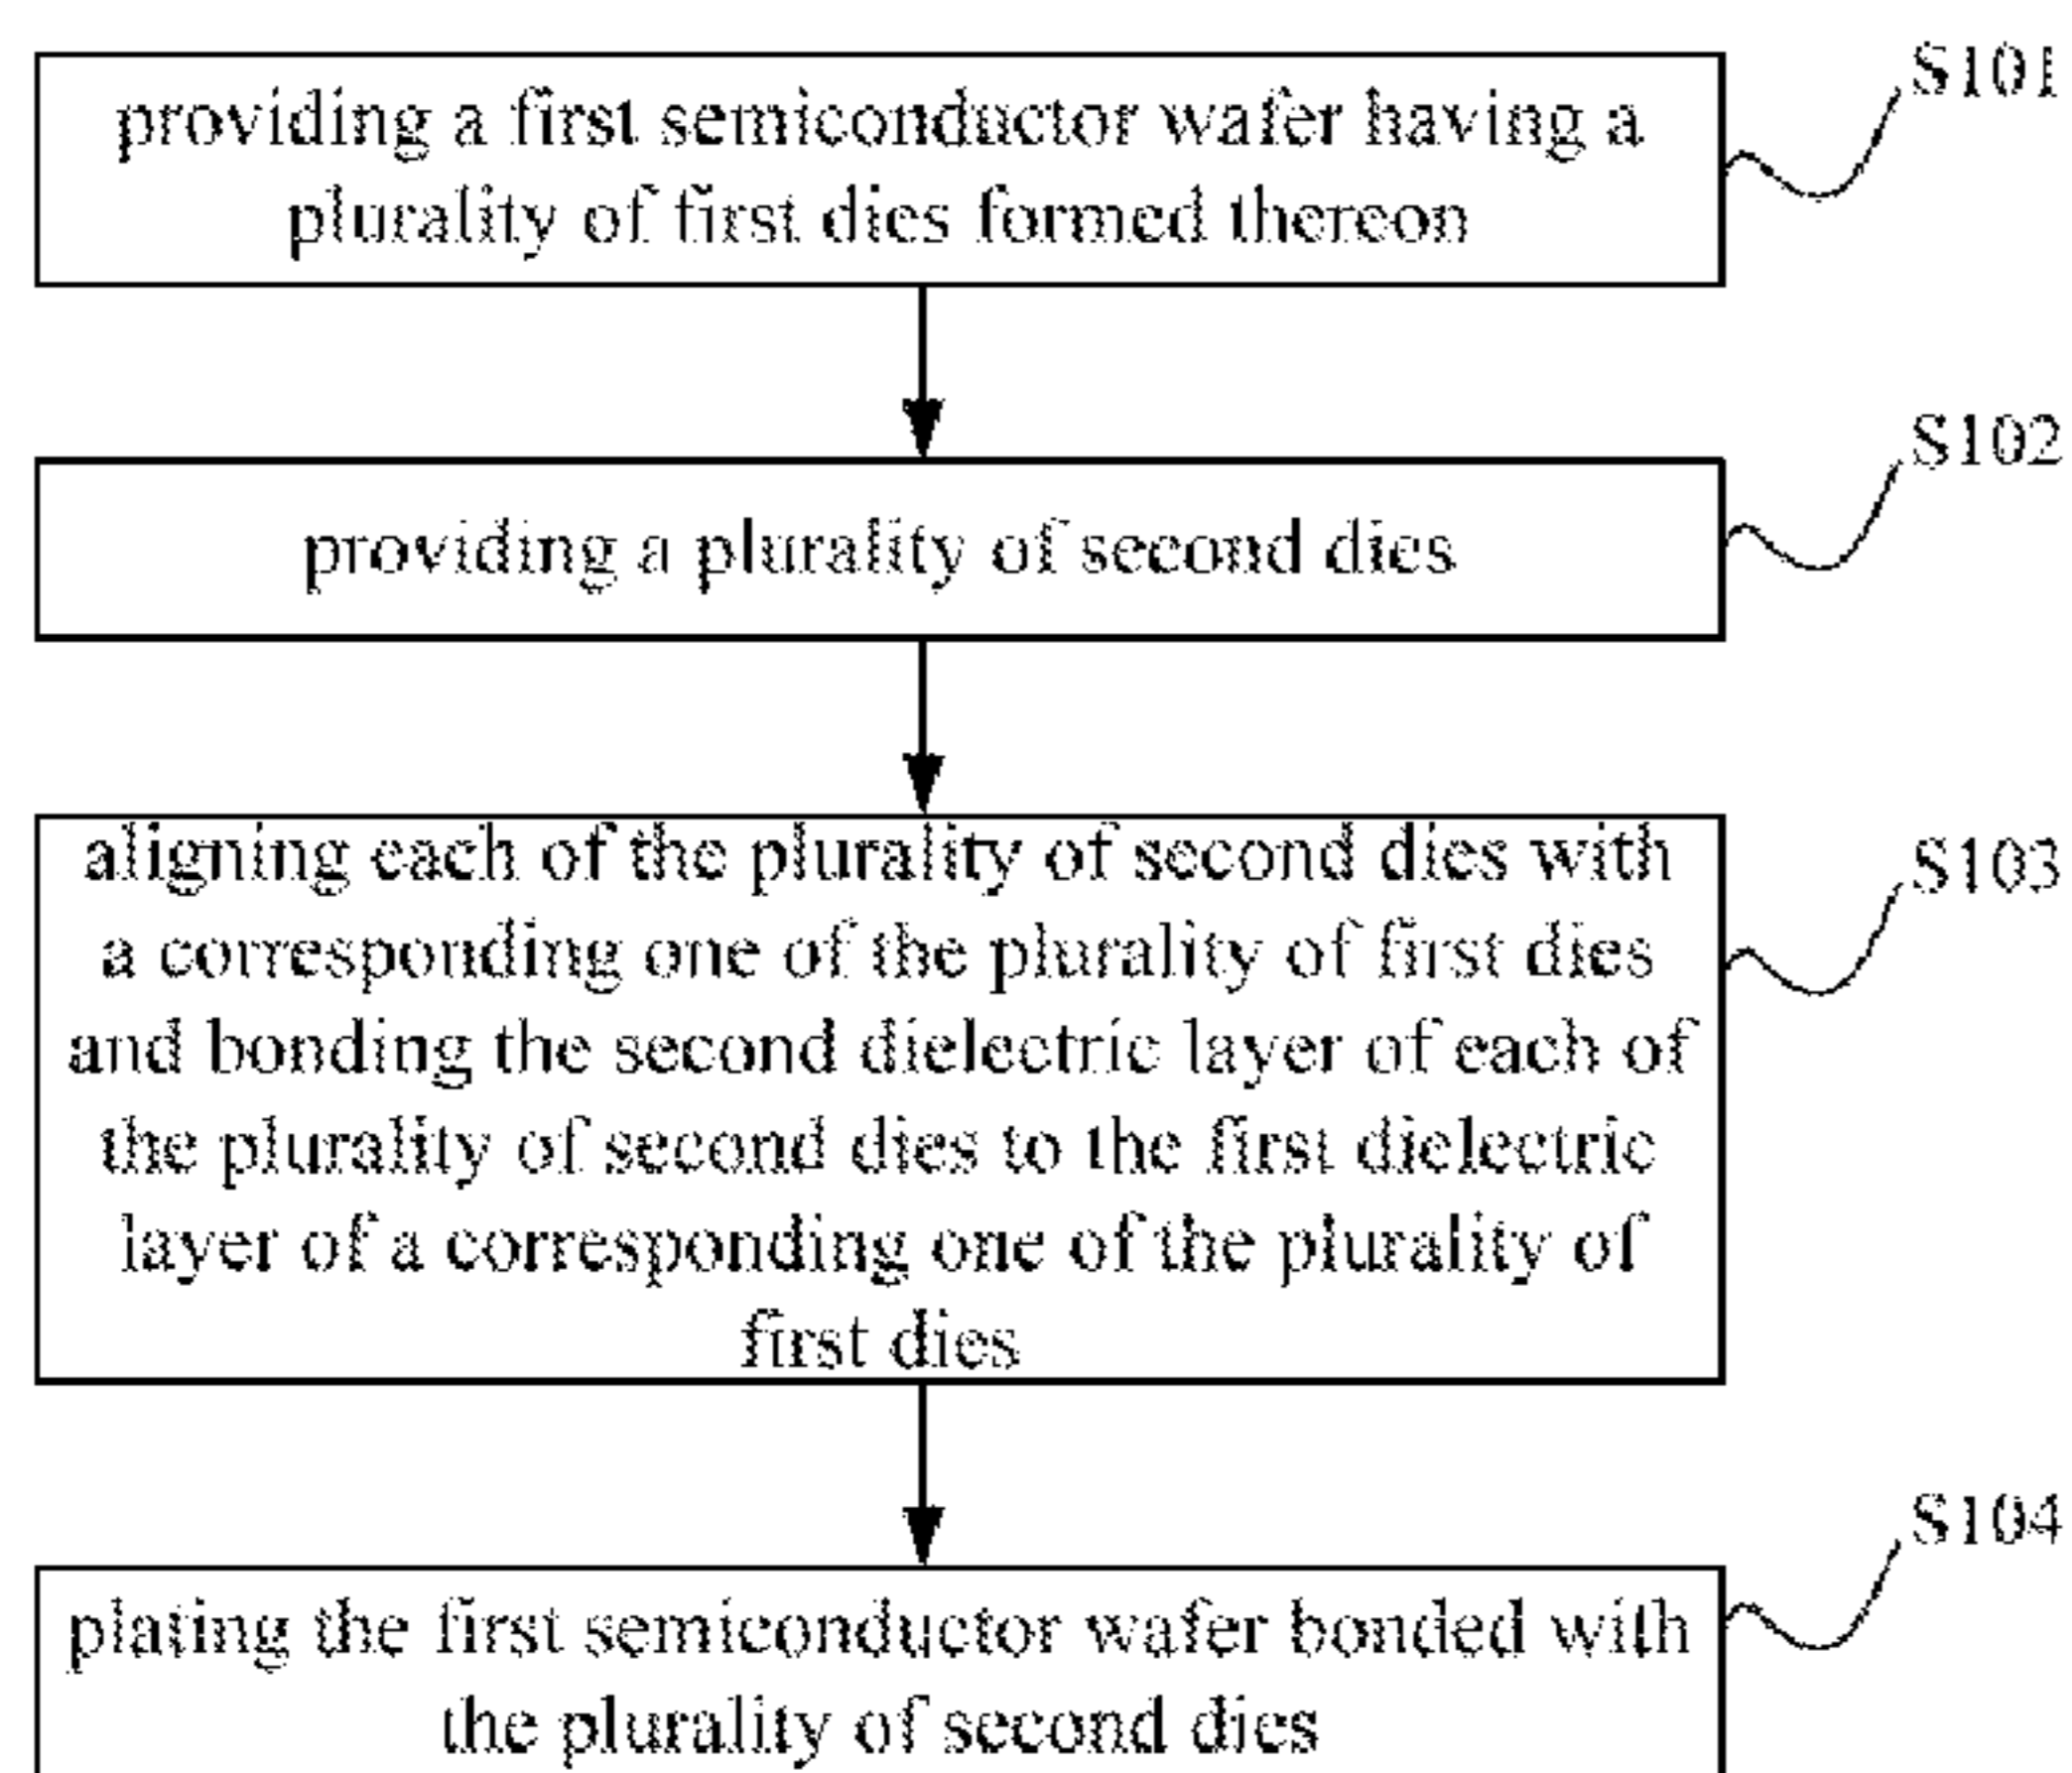 providing a first semiconductor wafer having a
plurality of first dies formed thereon
S101
providing a plurality of second dies
S102
aligning each of the plurality of second dies with
a corresponding one of the plurality of first dies
and bonding the second dielectric layer of each of
the plurality of second dies to the first dielectric
layer of a corresponding one of the plurality of
first dies
S103
plating the first semiconductor wafer bonded with
the plurality of second dies
S104